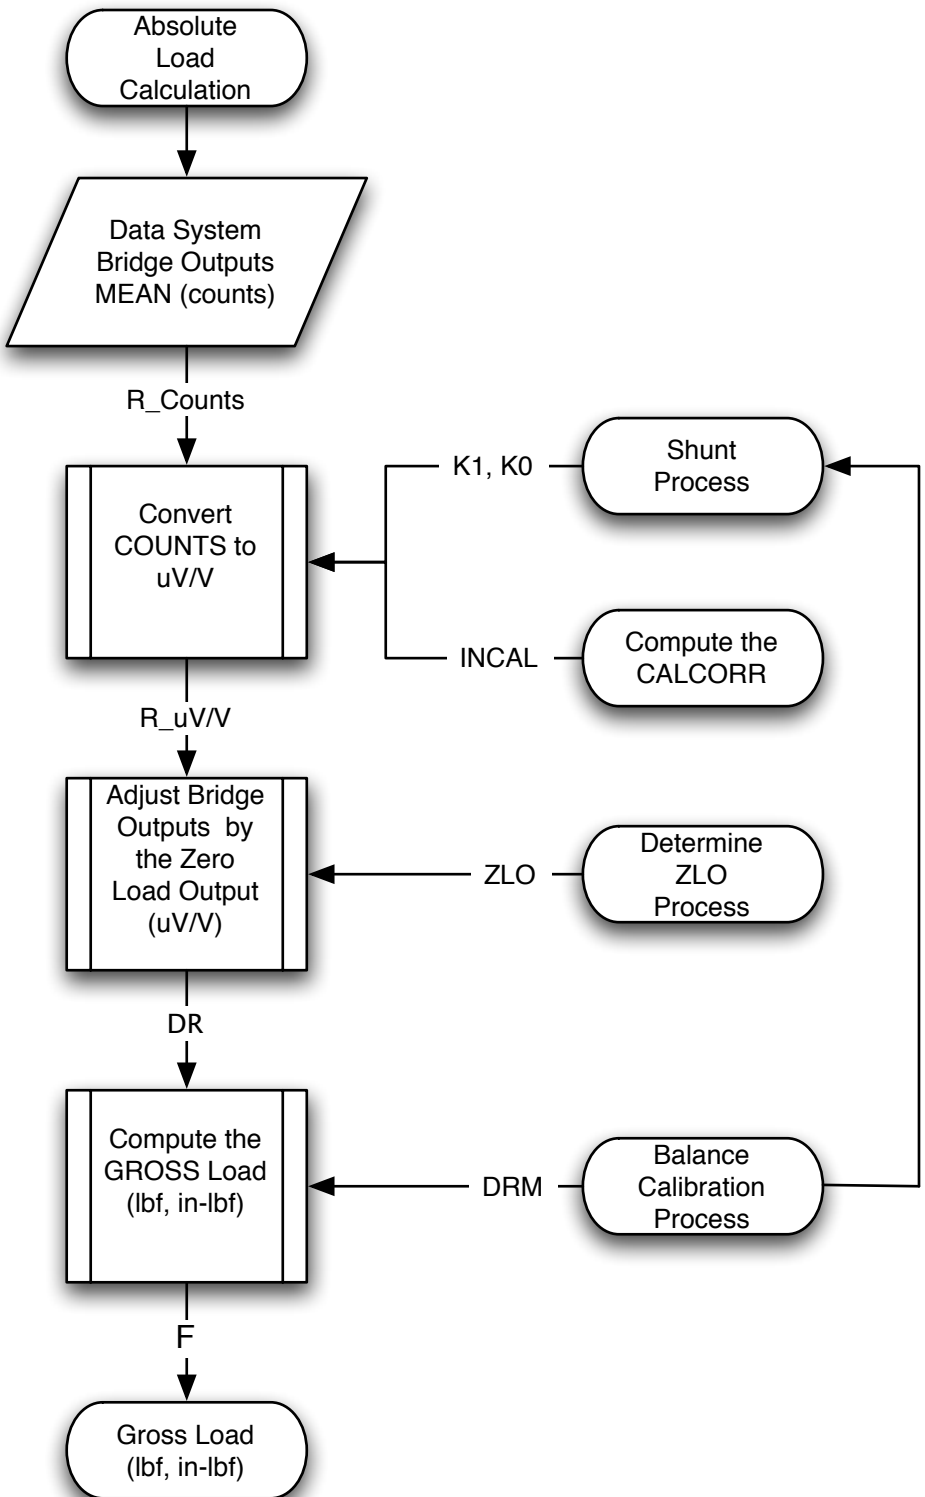 Absolute
Load
Calculation
Data System
Bridge Outputs
MEAN (counts)
R_Counts
Convert
COUNTS to
uV/V
K1, K0
Shunt
Process
INCAL
Compute the
CALCORR
R_uV/V
Adjust Bridge
Outputs by
the Zero
Load Output
(uV/V)
ZLO
Determine
ZLO
Process
DR
Compute the
GROSS Load
(lbf, in-lbf)
DRM
Balance
Calibration
Process
F
Gross Load
(lbf, in-lbf)